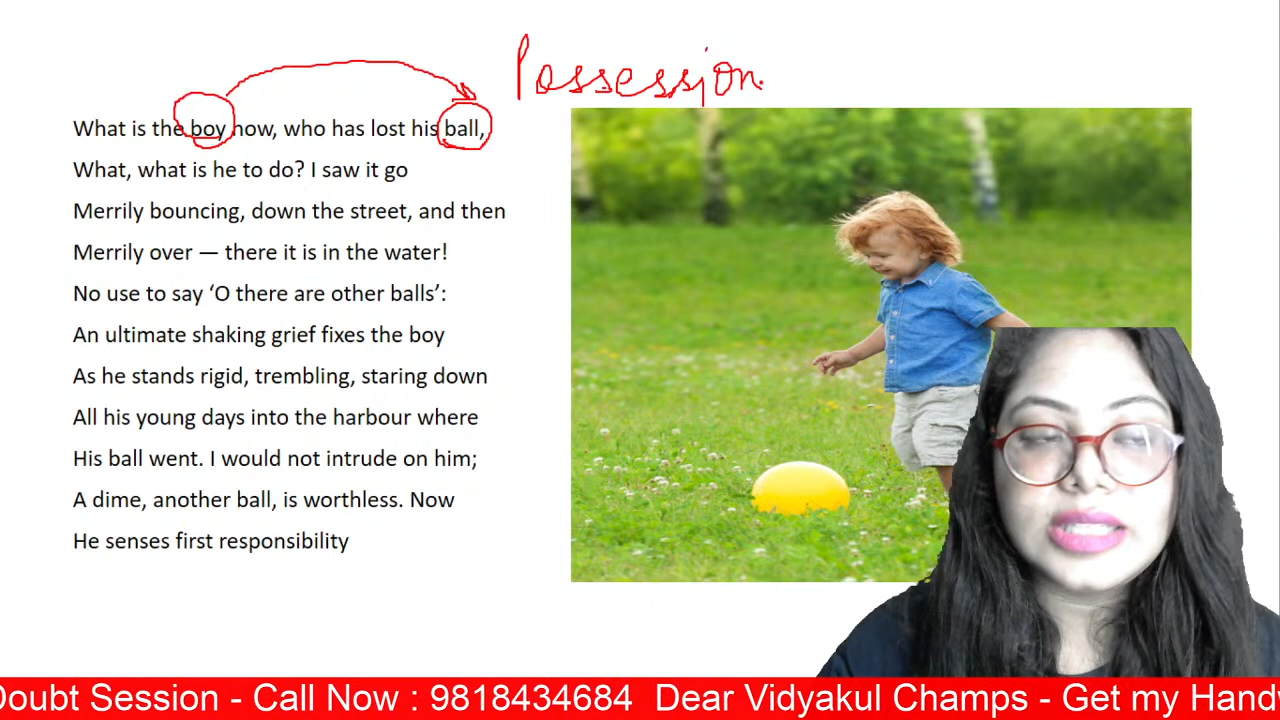 Possession
What is the boy now, who has lost his ball,
What, what is he to do? I saw it go
Merrily bouncing, down the street, and then
Merrily over — there it is in the water!
No use to say ‘O there are other balls’:
An ultimate shaking grief fixes the boy
As he stands rigid, trembling, staring down
All his young days into the harbour where
His ball went. I would not intrude on him;
A dime, another ball, is worthless. Now
He senses first responsibility
Doubt Session - Call Now : 9818434684 Dear Vidyakul Champs - Get my